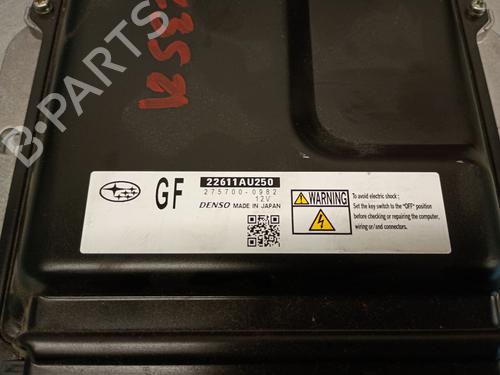 B-PARTS
GF
22611AU250
275700-0982
12V
DENSO MADE IN JAPAN
WARNING
To avoid electric shock ;
Set the key switch to the "OFF" position
before checking or repairing the computer,
wiring or/and connectors.